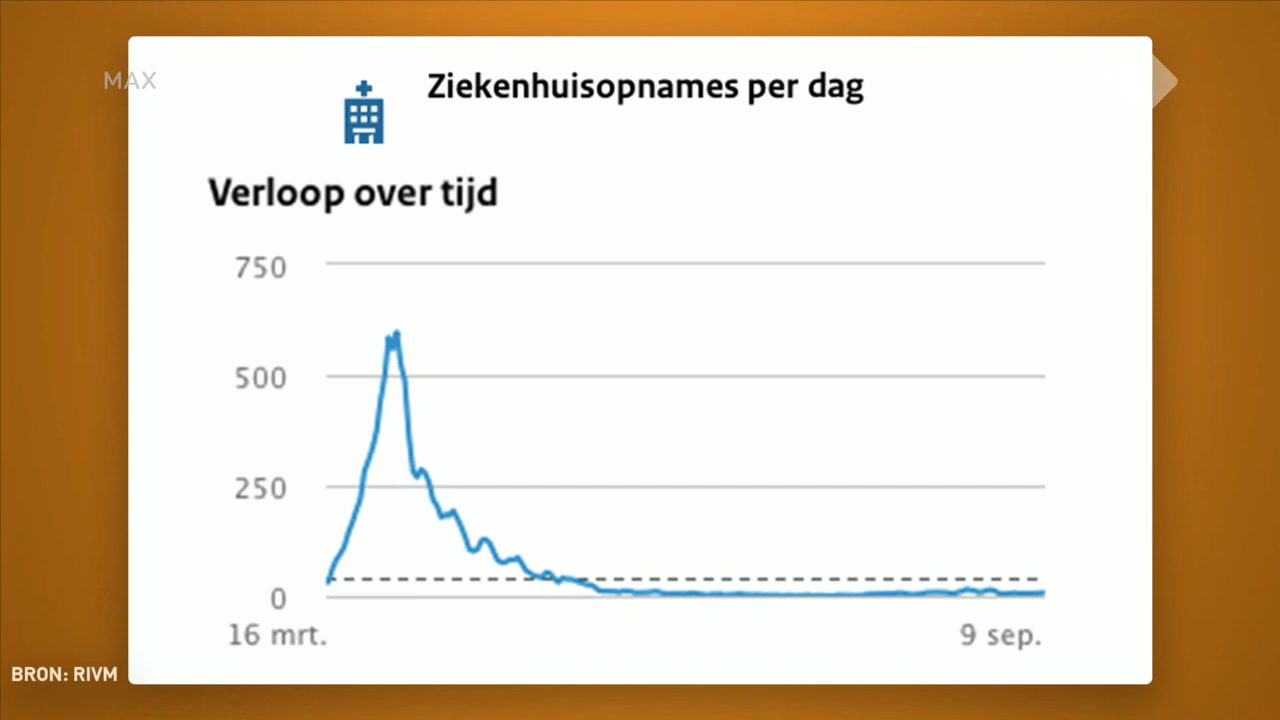 MAX
Ziekenhuisopnames per dag
Verloop over tijd
750
500
250
0
16 mrt.
9 sep.
BRON: RIVM